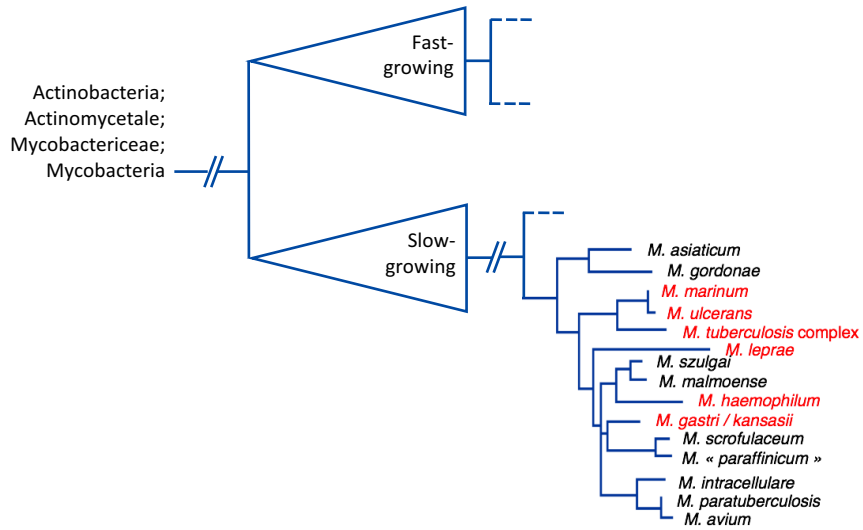 Fast-
growing
Actinobacteria;
Actinomycetale;
Mycobactericeae;
Mycobacteria
Slow-
growing
M. asiaticum
M. gordonae
M. marinum
M. ulcerans
M. tuberculosis complex
M. leprae
M. szulgai
M. malmoense
M. haemophilum
M. gastri / kansasii
M. scrofulaceum
M. « paraffinicum »
M. intracellulare
M. paratuberculosis
M. avium